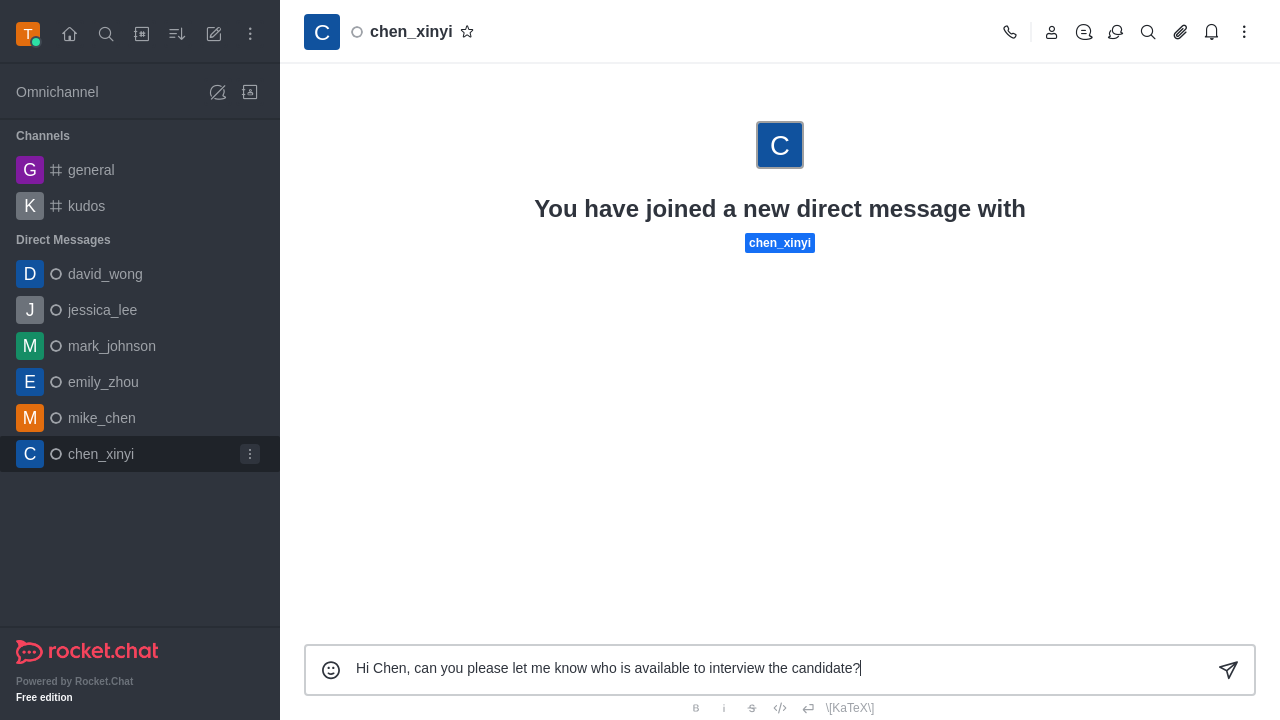 T
Omnichannel
Channels
G general
K kudos
Direct Messages
D david_wong
J jessica_lee
M mark_johnson
E emily_zhou
M mike_chen
C chen_xinyi
rocket.chat
Powered by Rocket.Chat
Free edition
C chen_xinyi
C
You have joined a new direct message with
chen_xinyi
Hi Chen, can you please let me know who is available to interview the candidate?
B i S \[KaTeX\]